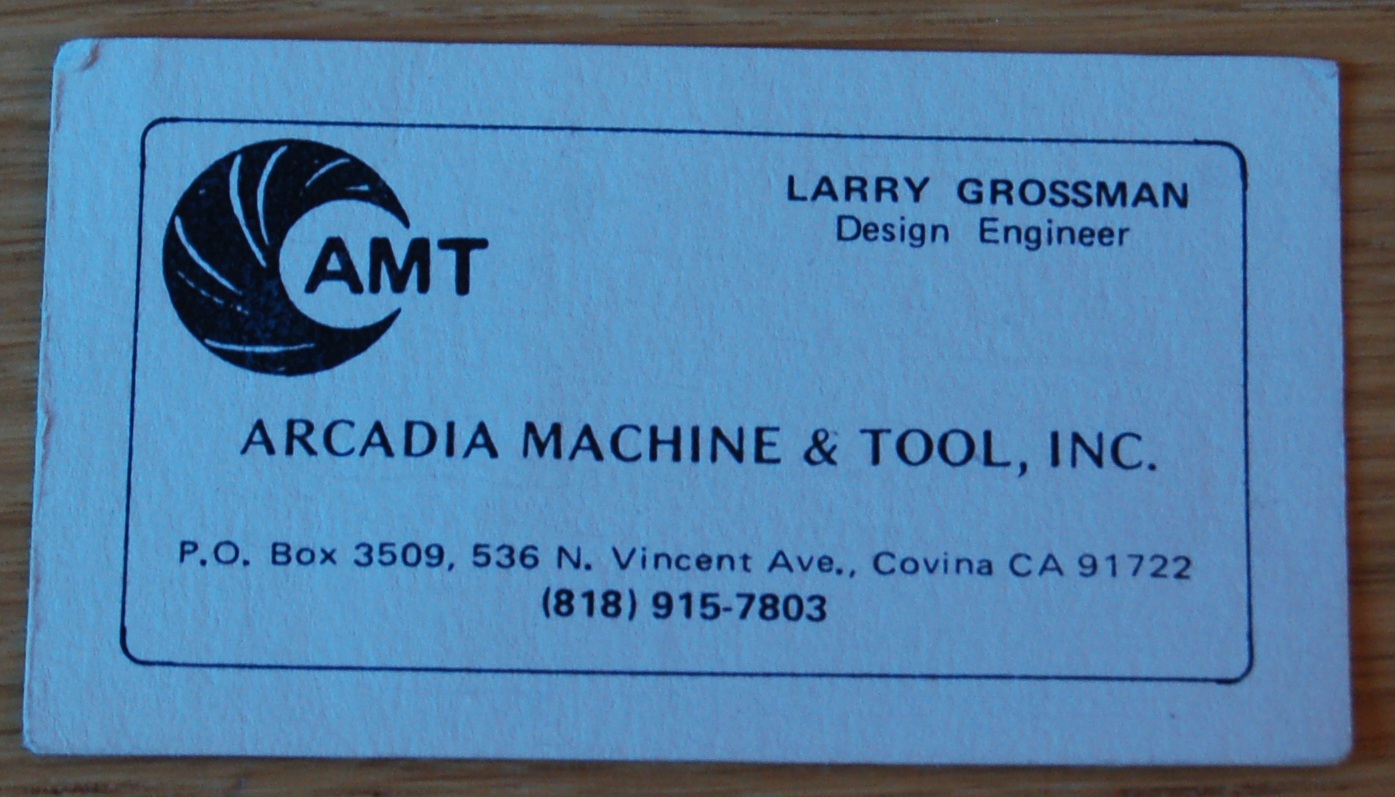 AMT
LARRY GROSSMAN
Design Engineer
ARCADIA MACHINE & TOOL, INC.
P.O. Box 3509, 536 N. Vincent Ave., Covina CA 91722
(818) 915-7803